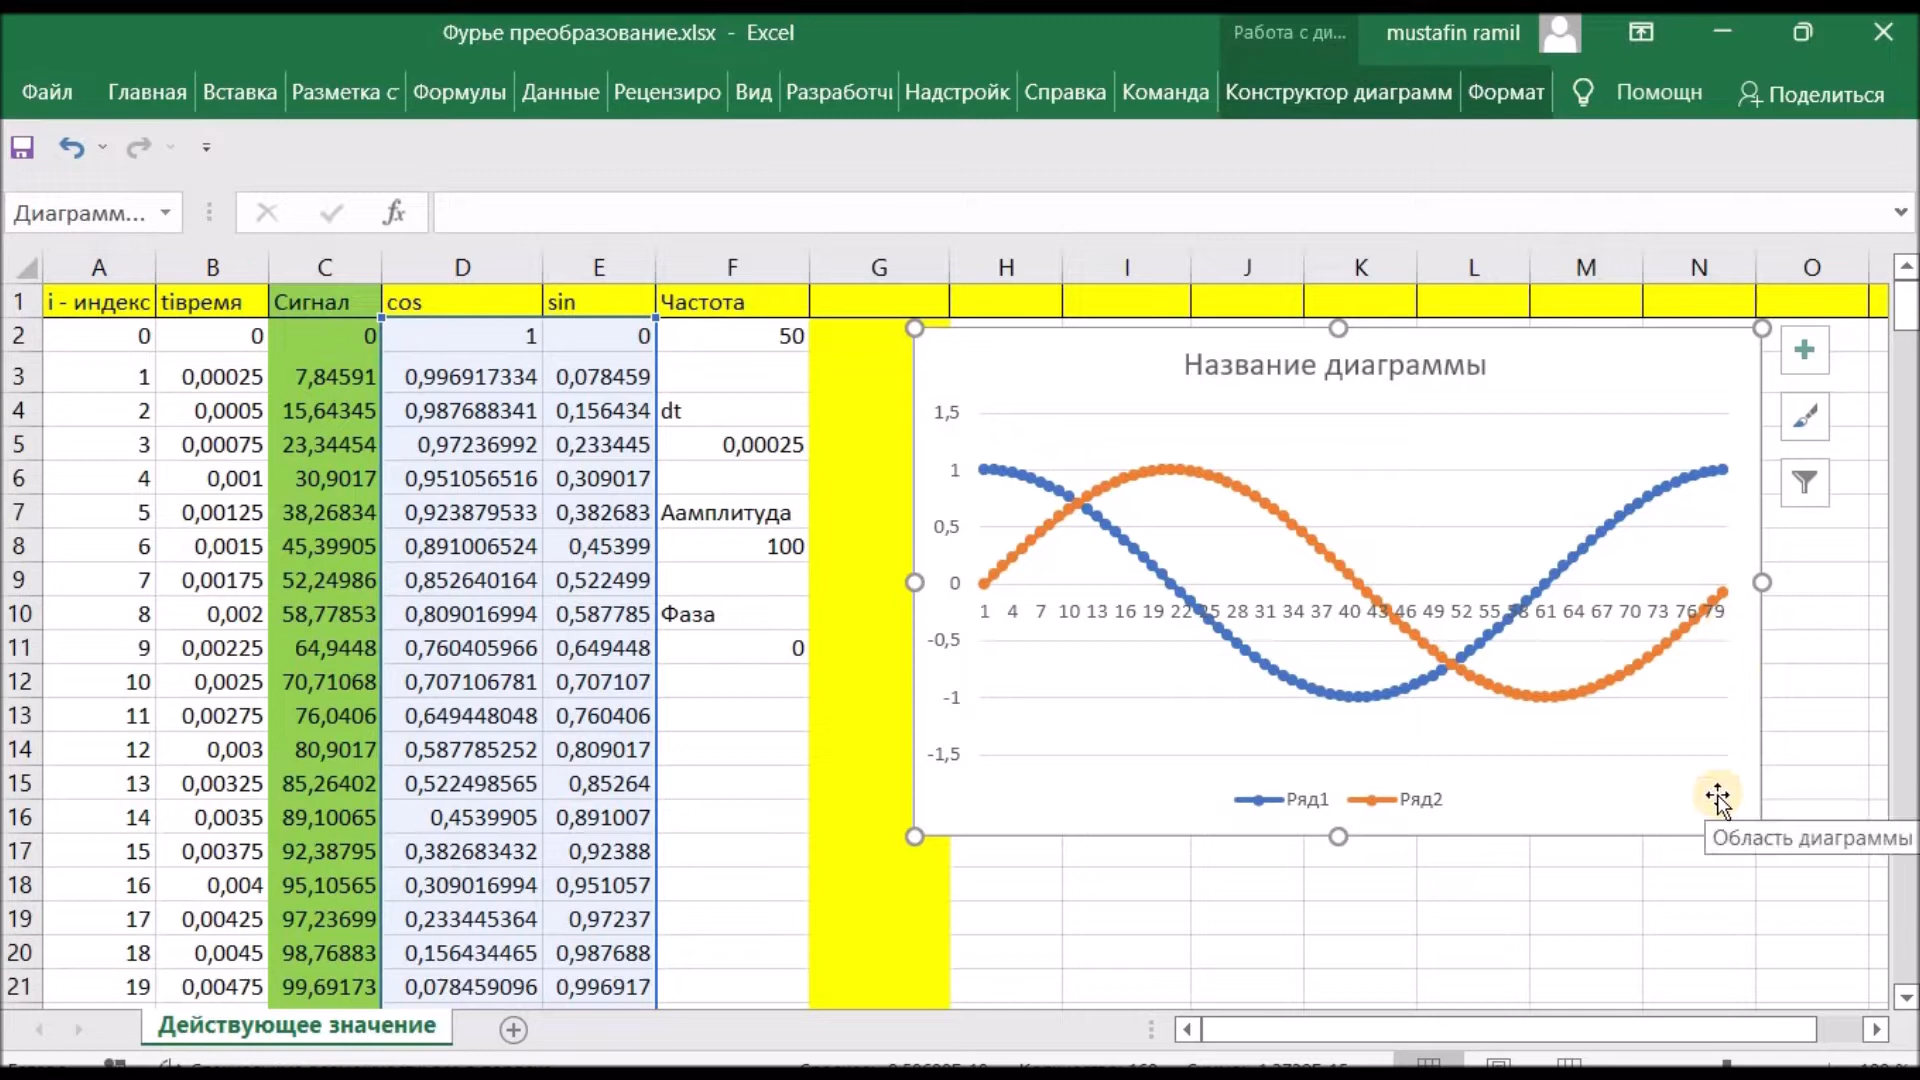 Фурье преобразование.xlsx - Excel
Работа с ди...
mustafin ramil
Файл Главная Вставка Разметка с Формулы Данные Рецензиро Вид Разработчи Надстройк Справка Команда Конструктор диаграмм Формат Помощн Поделиться
Диаграмм...
fx
A B C D E F G H I J K L M N O
1 i - индекс tiвремя Сигнал cos sin Частота
2 0 0 0 1 0 50
3 1 0,00025 7,84591 0,996917334 0,078459
4 2 0,0005 15,64345 0,987688341 0,156434 dt
5 3 0,00075 23,34454 0,97236992 0,233445 0,00025
6 4 0,001 30,9017 0,951056516 0,309017
7 5 0,00125 38,26834 0,923879533 0,382683 Аамплитуда
8 6 0,0015 45,39905 0,891006524 0,45399 100
9 7 0,00175 52,24986 0,852640164 0,522499
10 8 0,002 58,77853 0,809016994 0,587785 Фаза
11 9 0,00225 64,9448 0,760405966 0,649448 0
12 10 0,0025 70,71068 0,707106781 0,707107
13 11 0,00275 76,0406 0,649448048 0,760406
14 12 0,003 80,9017 0,587785252 0,809017
15 13 0,00325 85,26402 0,522498565 0,85264
16 14 0,0035 89,10065 0,4539905 0,891007
17 15 0,00375 92,38795 0,382683432 0,92388
18 16 0,004 95,10565 0,309016994 0,951057
19 17 0,00425 97,23699 0,233445364 0,97237
20 18 0,0045 98,76883 0,156434465 0,987688
21 19 0,00475 99,69173 0,078459096 0,996917
Название диаграммы
1,5
1
0,5
0
1 4 7 10 13 16 19 22 25 28 31 34 37 40 43 46 49 52 55 58 61 64 67 70 73 76 79
-0,5
-1
-1,5
Ряд1 Ряд2
Область диаграммы
Действующее значение